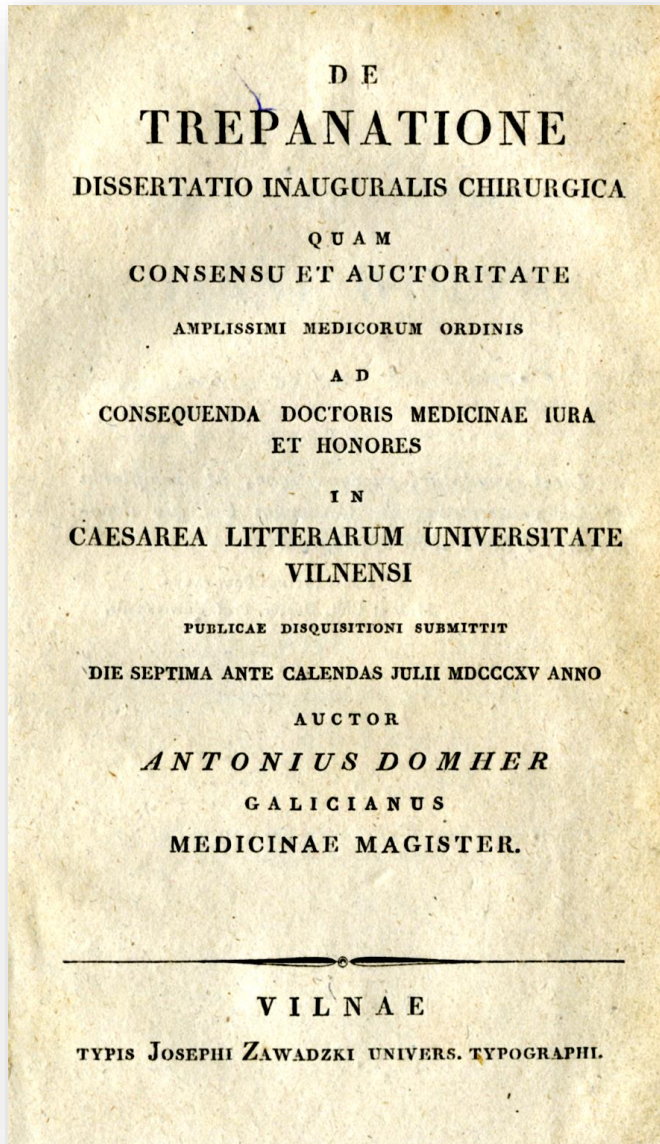 DE
TREPANATIONE
DISSERTATIO INAUGURALIS CHIRURGICA
QUAM
CONSENSU ET AUCTORITATE
AMPLISSIMI MEDICORUM ORDINIS
AD
CONSEQUENDA DOCTORIS MEDICINAE IURA
ET HONORES
IN
CAESAREA LITTERARUM UNIVERSITATE
VILNENSI
PUBLICAE DISQUISITIONI SUBMITTIT
DIE SEPTIMA ANTE CALENDAS JULII MDCCCXV ANNO
AUCTOR
ANTONIUS DOMHER
GALICIANUS
MEDICINAE MAGISTER.
VILNAE
TYPIS JOSEPHI ZAWADZKI UNIVERS. TYPOGRAPHI.